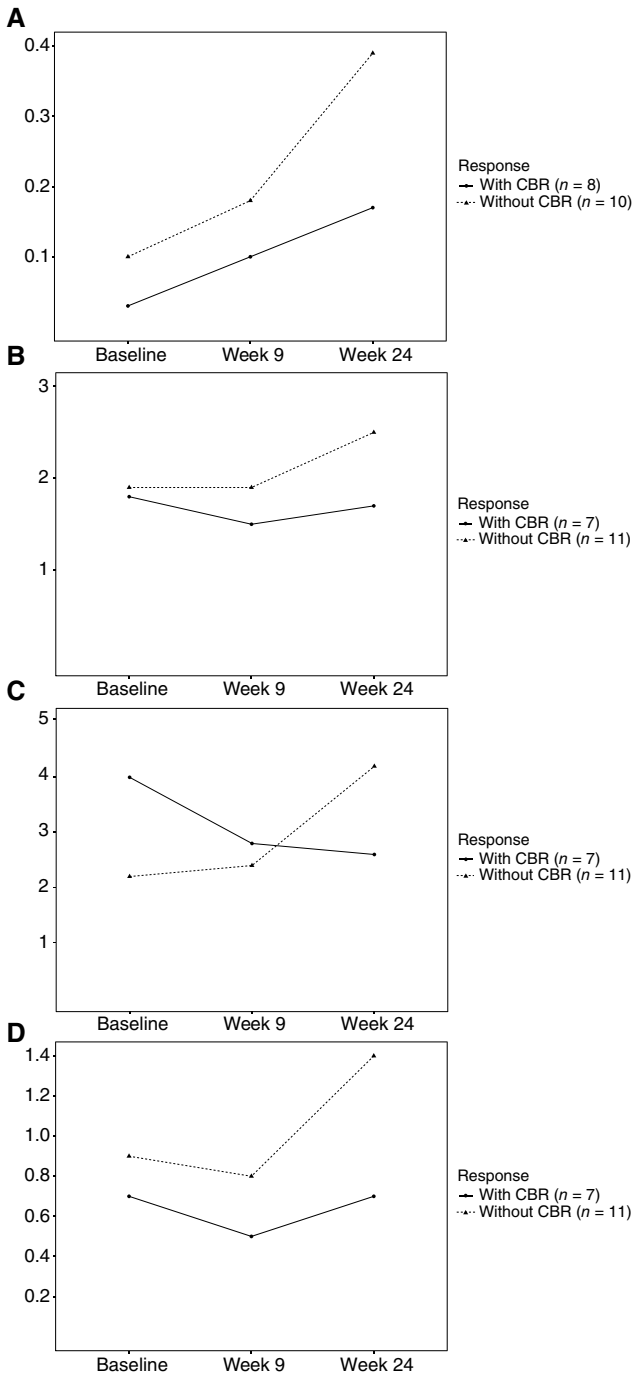 A
0.4
0.3
0.2
0.1
Baseline Week 9 Week 24
Response
With CBR (n = 8)
Without CBR (n = 10)
B
3
2
1
Baseline Week 9 Week 24
Response
With CBR (n = 7)
Without CBR (n = 11)
C
5
4
3
2
1
Baseline Week 9 Week 24
Response
With CBR (n = 7)
Without CBR (n = 11)
D
1.4
1.2
1.0
0.8
0.6
0.4
0.2
Baseline Week 9 Week 24
Response
With CBR (n = 7)
Without CBR (n = 11)